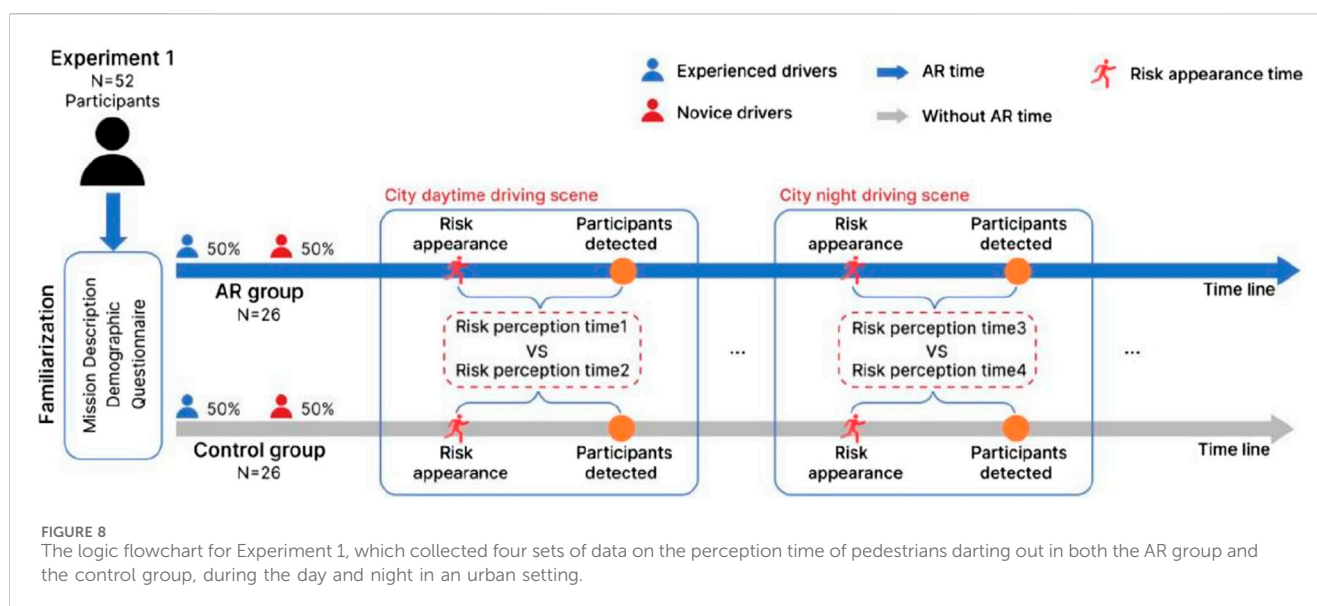 Experiment 1
N=52
Participants
Experienced drivers
AR time
Risk appearance time
Novice drivers
Without AR time
Familiarization
Mission Description
Demographic
Questionnaire
50%
50%
AR group
N=26
50%
50%
Control group
N=26
City daytime driving scene
Risk
appearance
Participants
detected
Risk perception time1
VS
Risk perception time2
Risk
appearance
Participants
detected
...
City night driving scene
Risk
appearance
Participants
detected
Risk perception time3
VS
Risk perception time4
Risk
appearance
Participants
detected
...
Time line
Time line
FIGURE 8
The logic flowchart for Experiment 1, which collected four sets of data on the perception time of pedestrians darting out in both the AR group and
the control group, during the day and night in an urban setting.